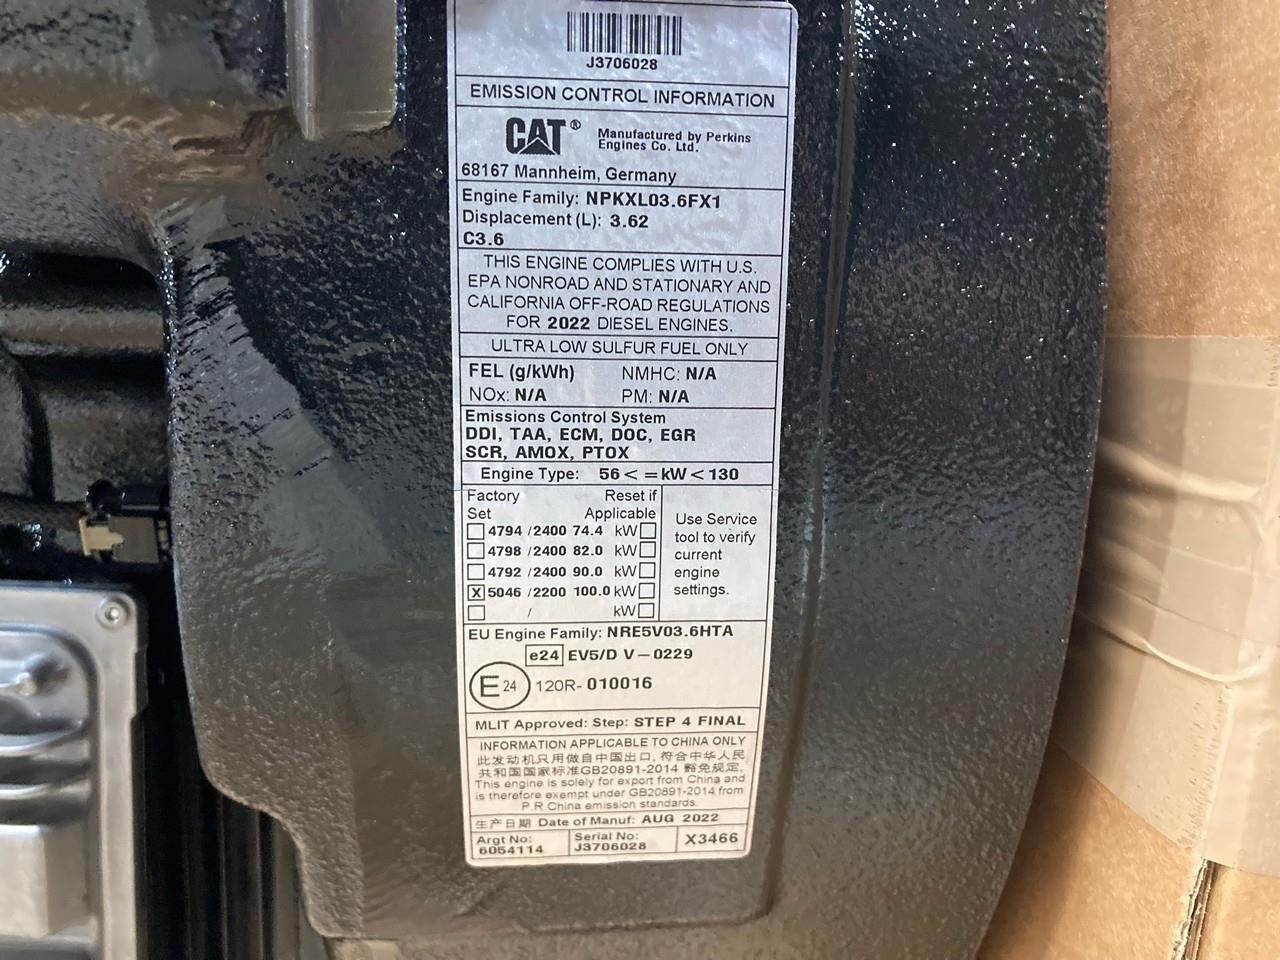 J3706028
EMISSION CONTROL INFORMATION
CAT® Manufactured by Perkins
Engines Co. Ltd.
68167 Mannheim, Germany
Engine Family: NPKXL03.6FX1
Displacement (L): 3.62
C3.6
THIS ENGINE COMPLIES WITH U.S.
EPA NONROAD AND STATIONARY AND
CALIFORNIA OFF-ROAD REGULATIONS
FOR 2022 DIESEL ENGINES.
ULTRA LOW SULFUR FUEL ONLY
FEL (g/kWh) NMHC: N/A
NOx: N/A PM: N/A
Emissions Control System
DDI, TAA, ECM, DOC, EGR
SCR, AMOX, PTOX
Engine Type: 56 < = kW < 130
Factory Set Reset if Applicable
4794 /2400 74.4 kW
4798 /2400 82.0 kW
4792 /2400 90.0 kW
X 5046 /2200 100.0 kW
/ kW
Use Service
tool to verify
current
engine
settings.
EU Engine Family: NRE5V03.6HTA
e24 EV5/D V-0229
E24 120R-010016
MLIT Approved: Step: STEP 4 FINAL
INFORMATION APPLICABLE TO CHINA ONLY
此发动机只用做自中国出口, 符合中华人民
共和国国家标准GB20891-2014 豁免规定.
This engine is solely for export from China and
is therefore exempt under GB20891-2014 from
P.R.China emission standards.
生产日期 Date of Manuf: AUG 2022
Argt No:
6054114
Serial No:
J3706028
X3466